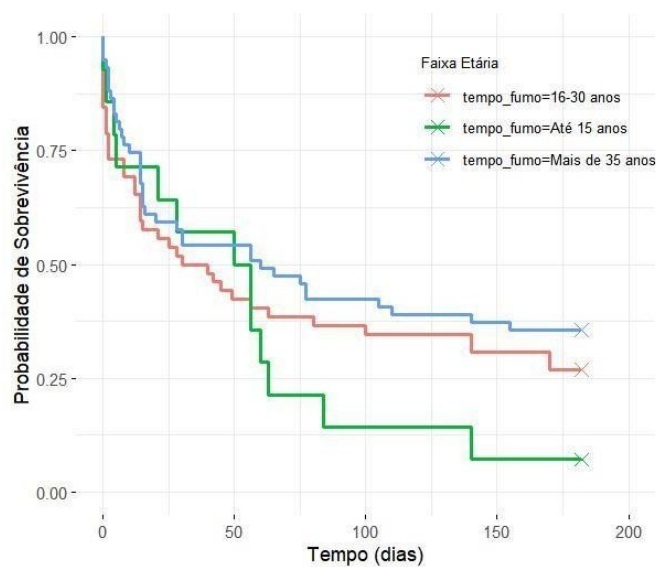 1.00
0.75
0.50
0.25
0.00
Probabilidade de Sobrevivência
Faixa Etária
tempo_fumo=16-30 anos
tempo_fumo=Até 15 anos
tempo_fumo=Mais de 35 anos
0 50 100 150 200
Tempo (dias)